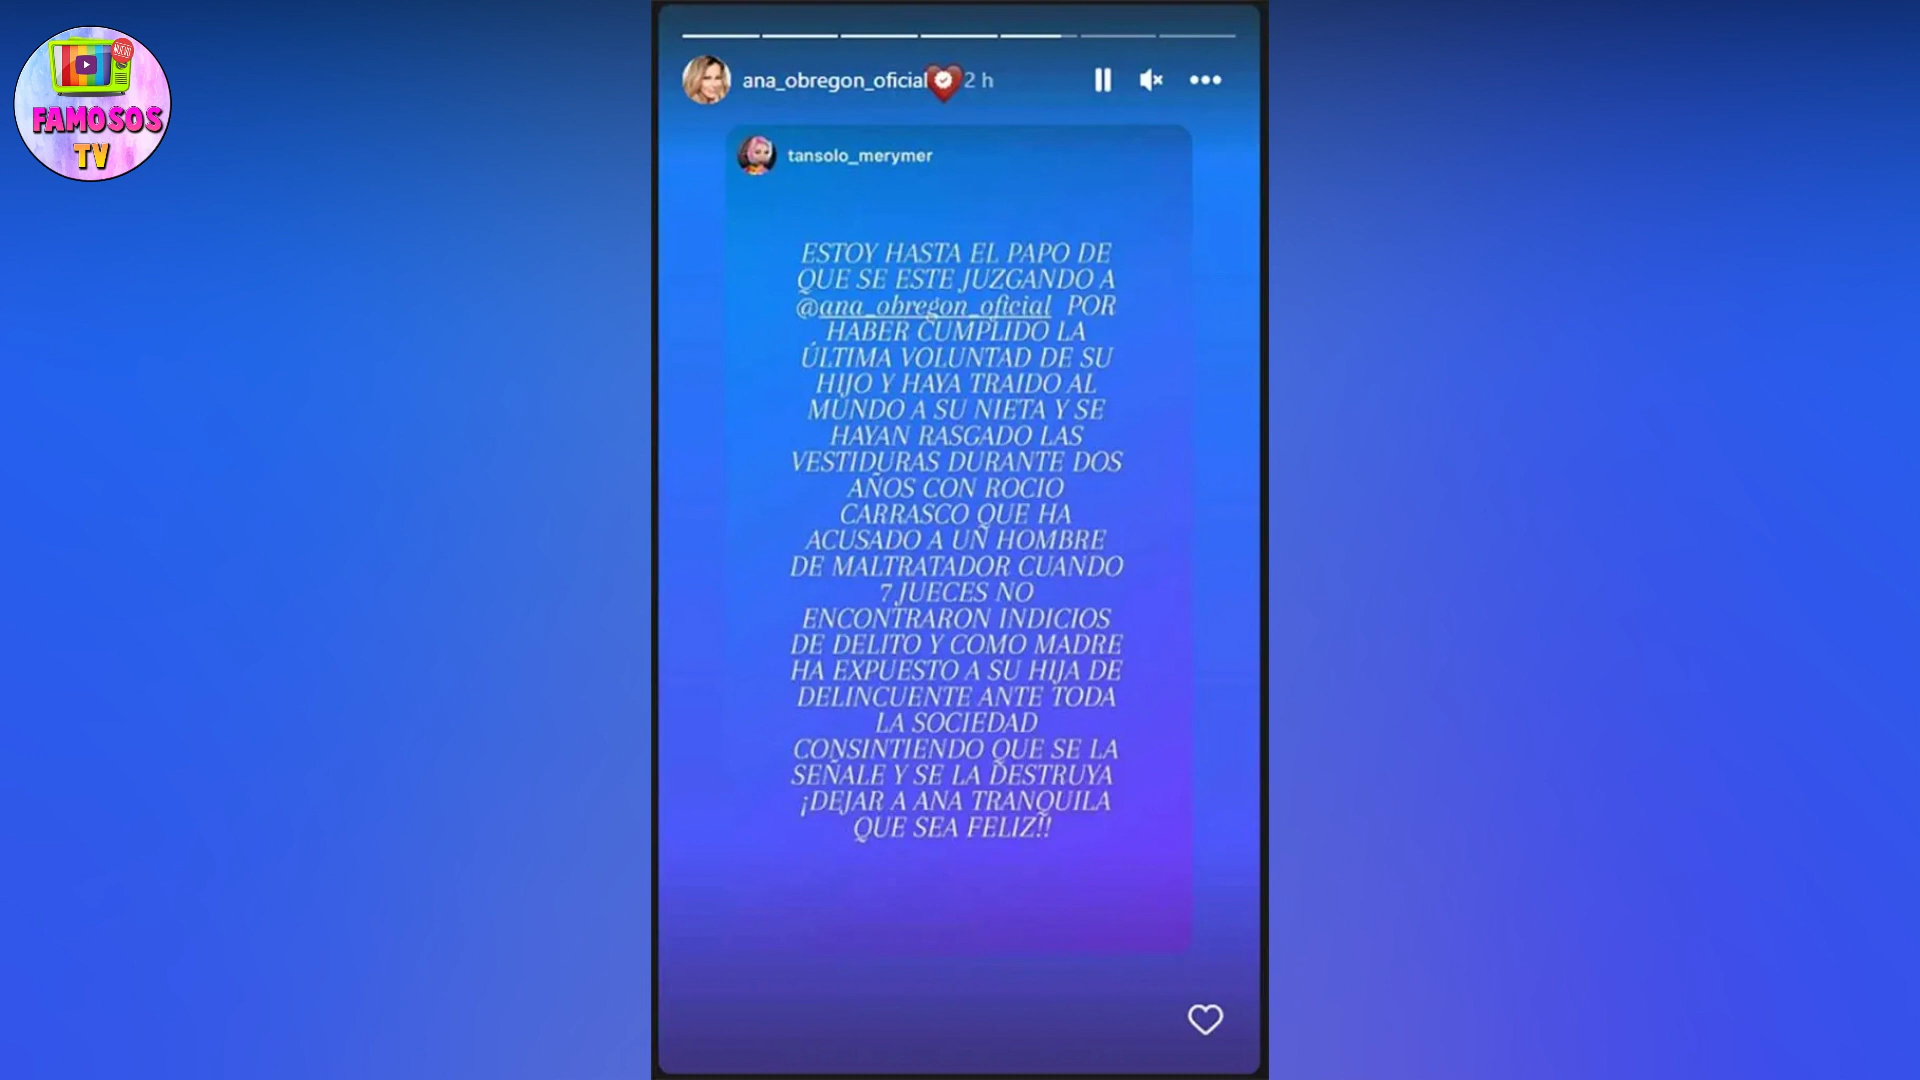 NUEVO
FAMOSOS
TV
ana_obregon_oficial 2 h
tansolo_merymer
ESTOY HASTA EL PAPO DE
QUE SE ESTE JUZGANDO A
@ana_obregon_oficial POR
HABER CUMPLIDO LA
ÚLTIMA VOLUNTAD DE SU
HIJO Y HAYA TRAIDO AL
MUNDO A SU NIETA Y SE
HAYAN RASGADO LAS
VESTIDURAS DURANTE DOS
AÑOS CON ROCIO
CARRASCO QUE HA
ACUSADO A UN HOMBRE
DE MALTRATADOR CUANDO
7 JUECES NO
ENCONTRARON INDICIOS
DE DELITO Y COMO MADRE
HA EXPUESTO A SU HIJA DE
DELINCUENTE ANTE TODA
LA SOCIEDAD
CONSINTIENDO QUE SE LA
SEÑALE Y SE LA DESTRUYA
¡DEJAR A ANA TRANQUILA
QUE SEA FELIZ!!